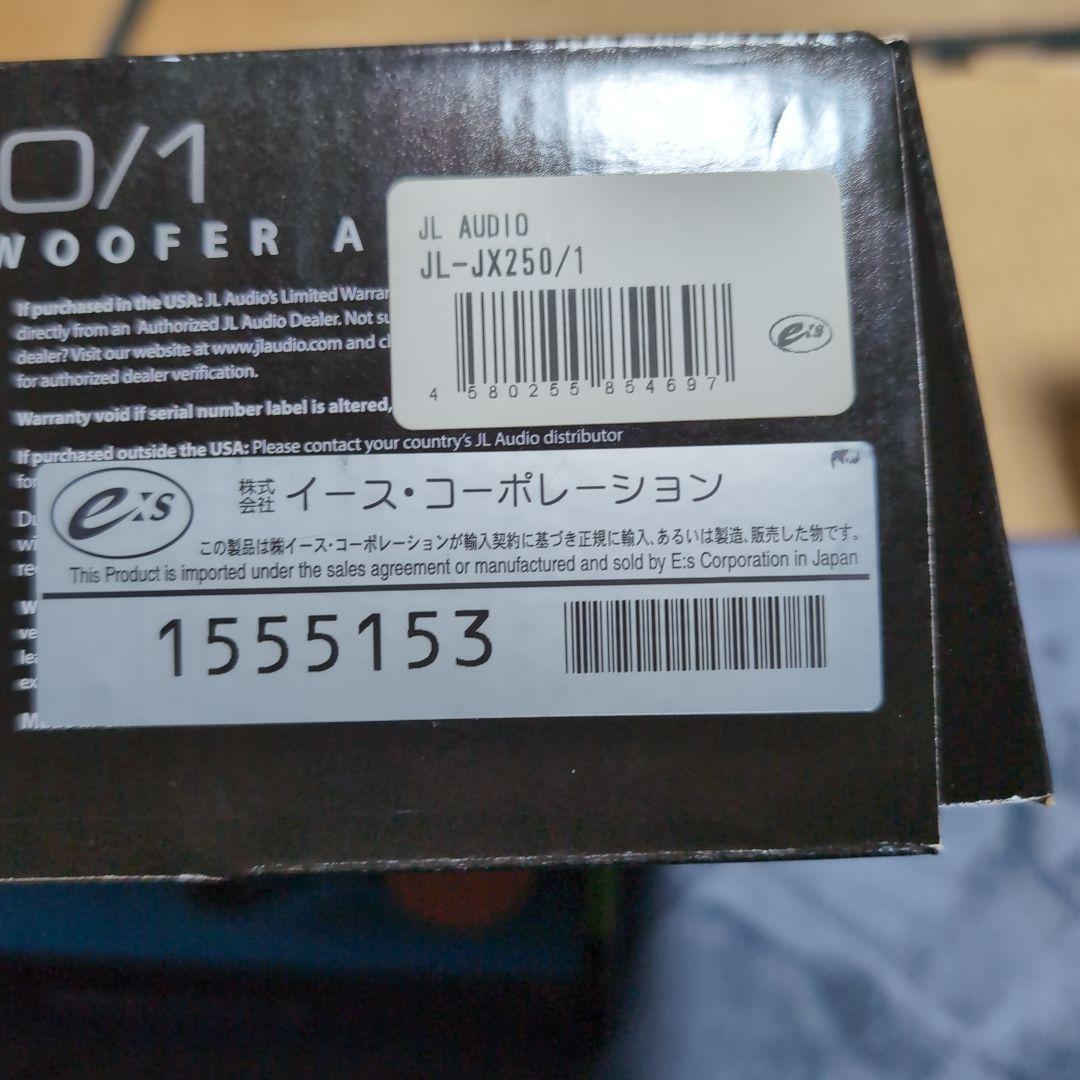 0/1
WOOFER A
JL AUDIO
JL-JX250/1
4 580255 854697
e:s
If purchased in the USA: JL Audio's Limited
directly from an Authorized JL Audio Dealer. Not
dealer? Visit our website at www.jlaudio.com and
for authorized dealer verification.
Warranty void if serial number label is altered,
If purchased outside the USA: Please contact your country's JL Audio distributor
e:s
株式会社 イース・コーポレーション
この製品は㈱イース・コーポレーションが輸入契約に基づき正規に輸入、あるいは製造、販売した物です。
This Product is imported under the sales agreement or manufactured and sold by E:s Corporation in Japan
1555153